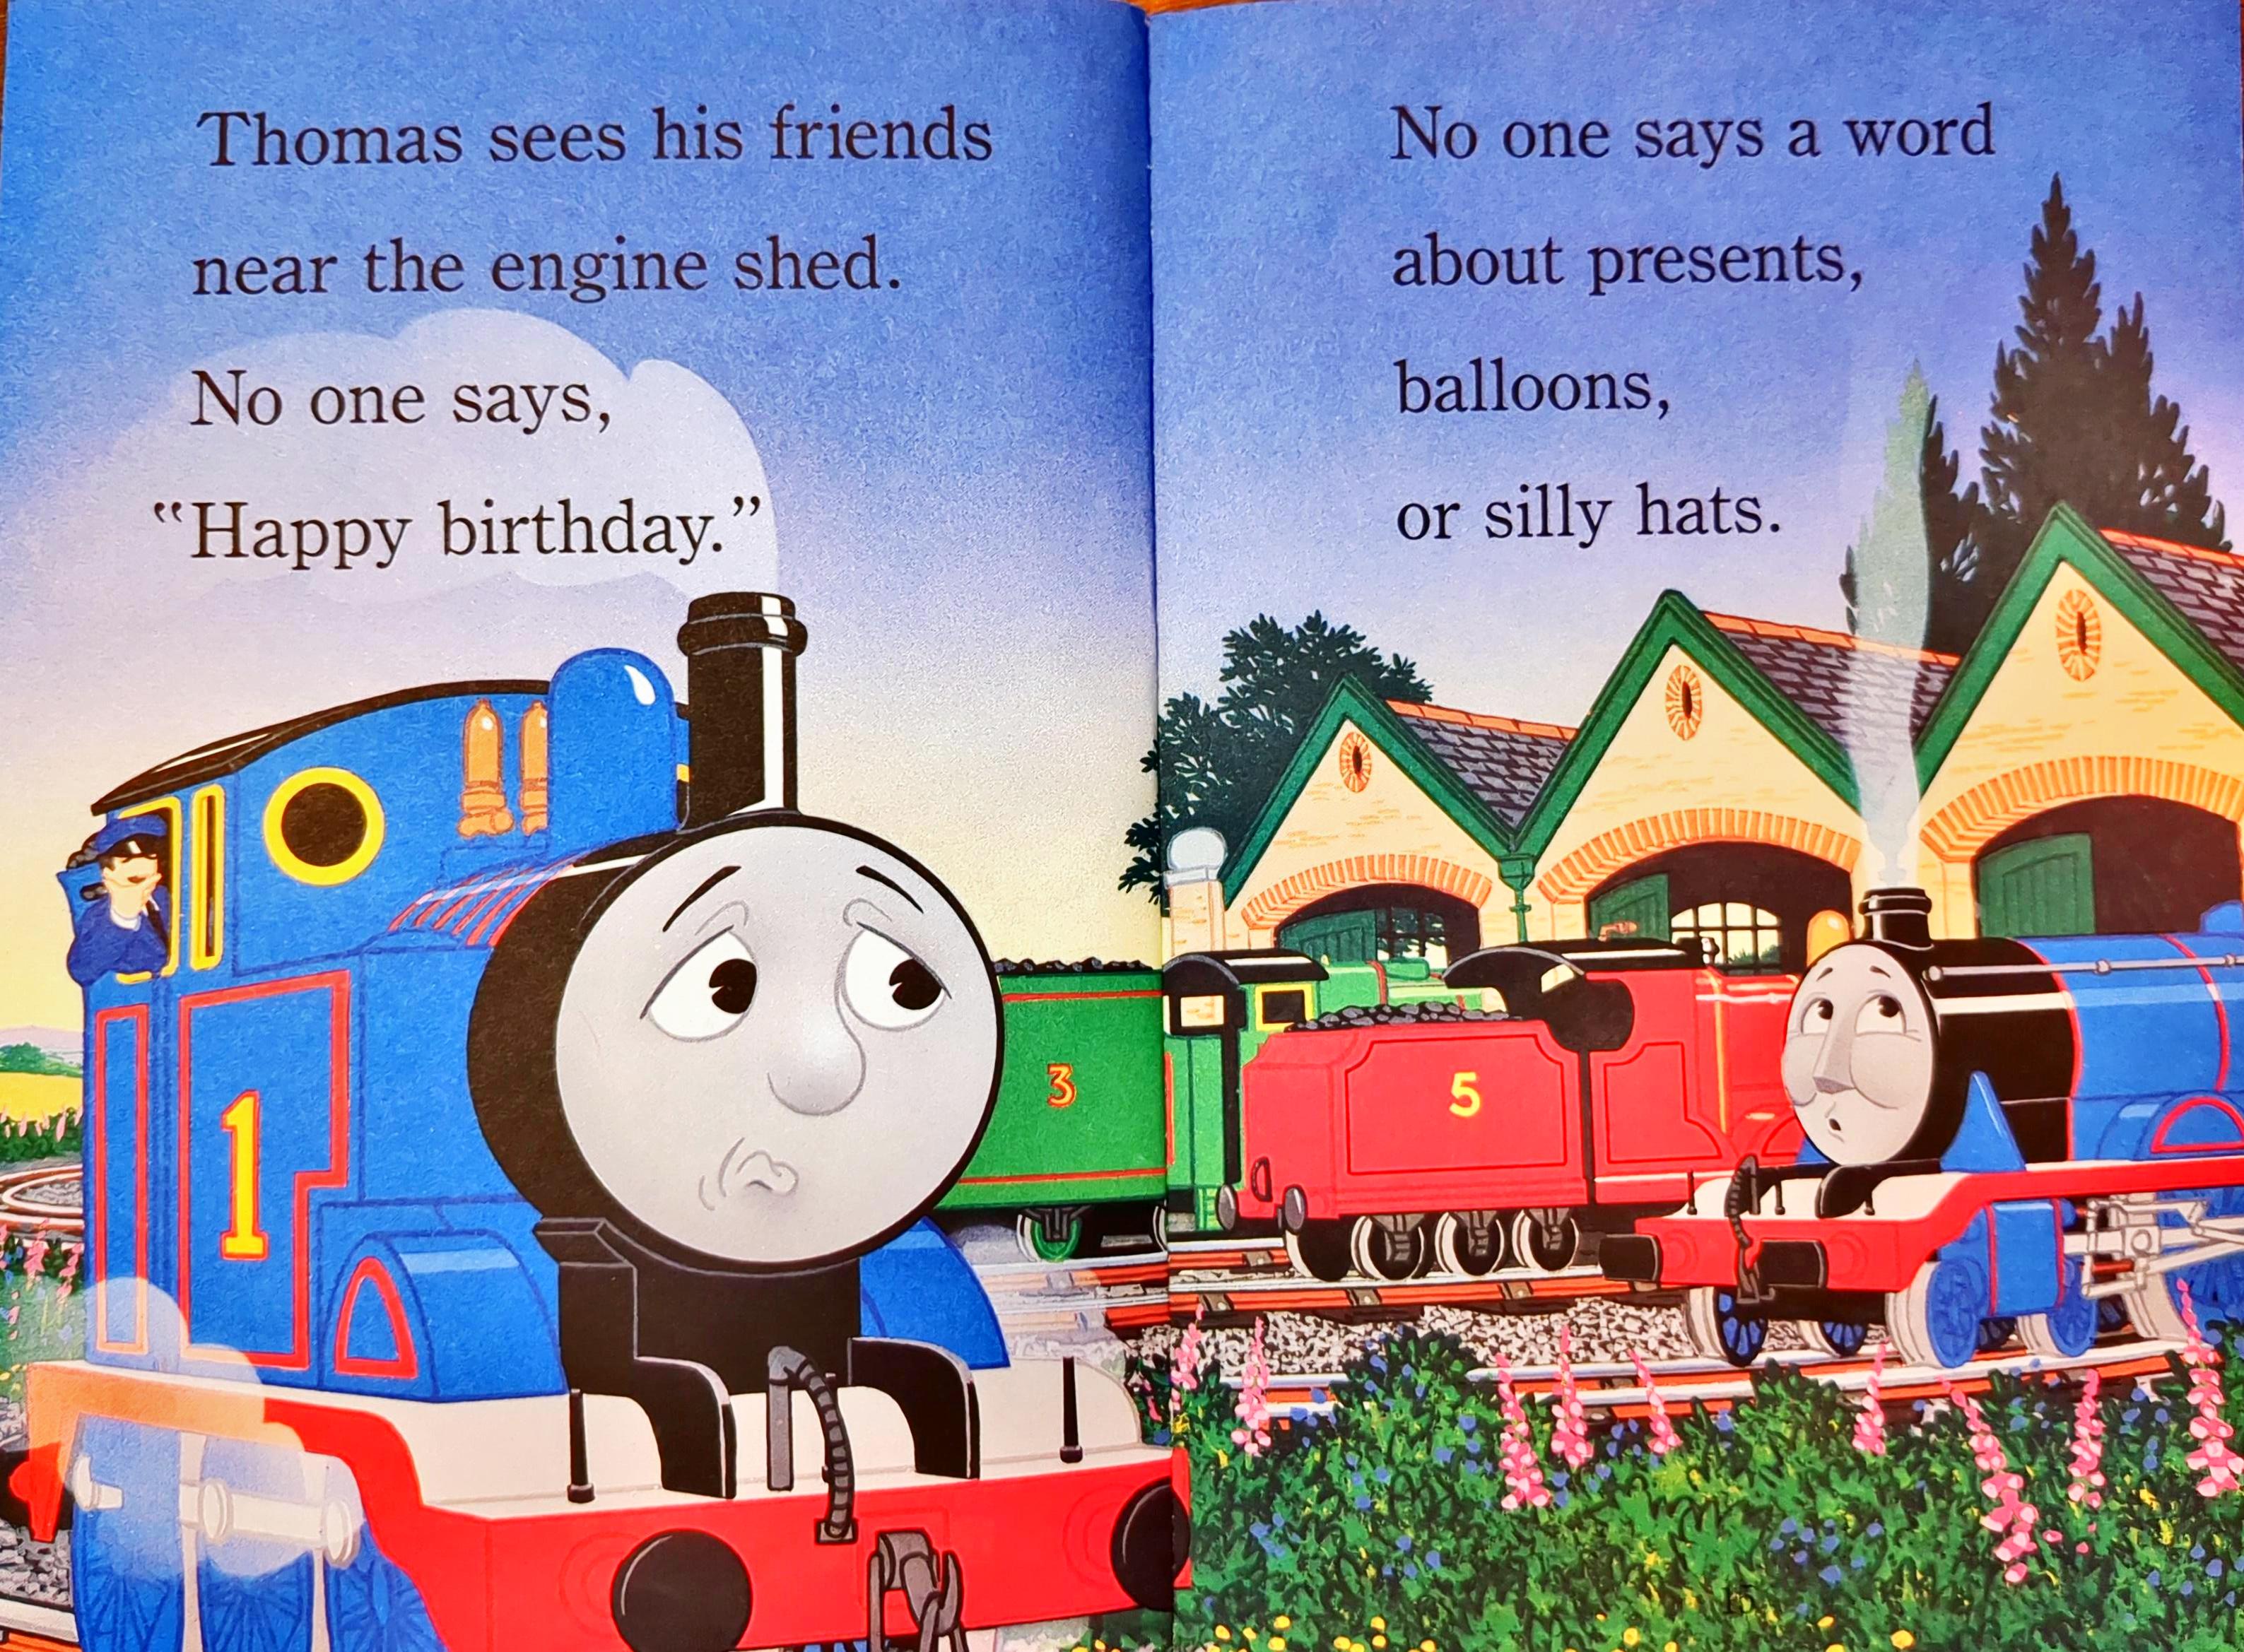 Thomas sees his friends
near the engine shed.
No one says,
“Happy birthday.”
1
3
No one says a word
about presents,
balloons,
or silly hats.
5
15